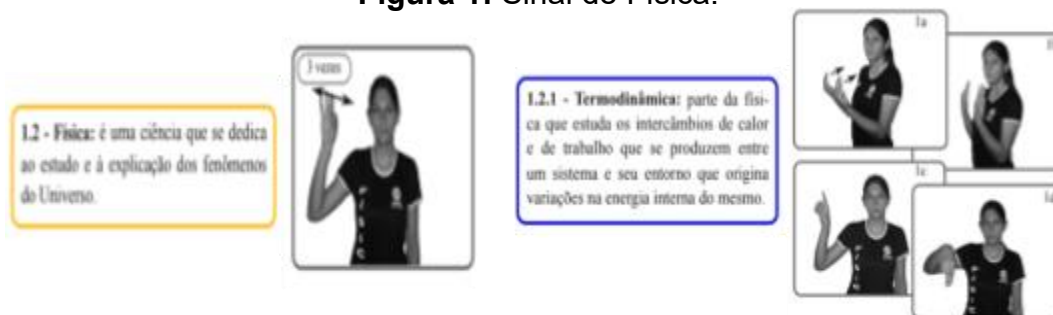 Figura 1: Sinal de Física.
3 vezes
1.2 - Física: é uma ciência que se dedica
ao estudo e à explicação dos fenômenos
do Universo.
1.2.1 - Termodinâmica: parte da físi-
ca que estuda os intercâmbios de calor
e de trabalho que se produzem entre
um sistema e seu entorno que origina
variações na energia interna do mesmo.
1a
1c